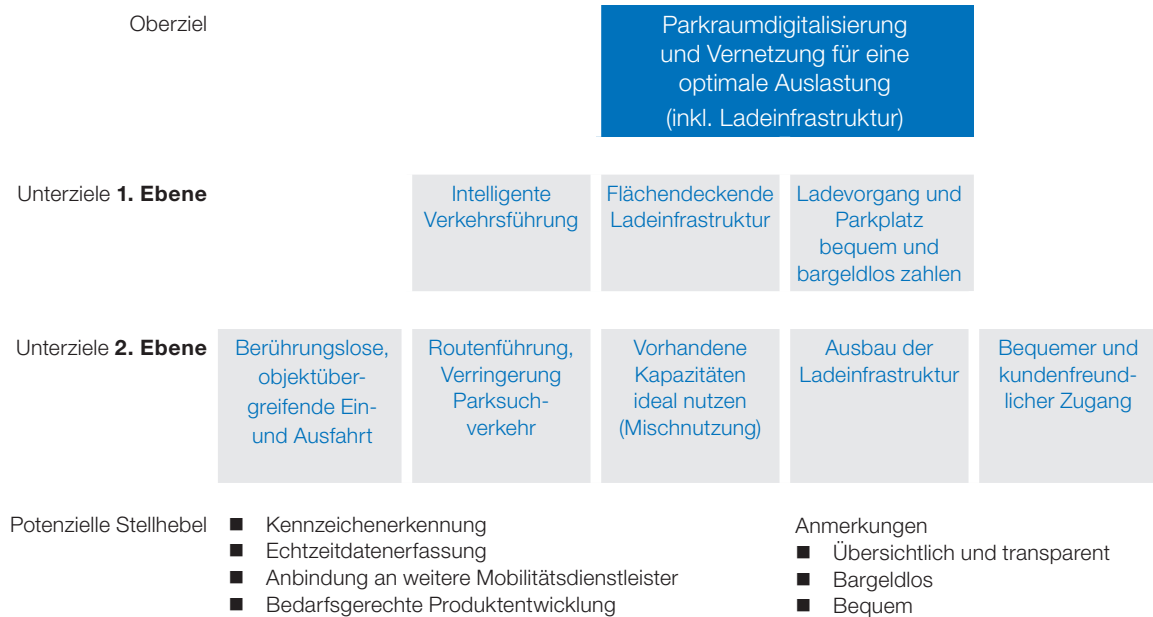 Oberziel
Parkraumdigitalisierung
und Vernetzung für eine
optimale Auslastung
(inkl. Ladeinfrastruktur)
Unterziele 1. Ebene
Intelligente
Verkehrsführung
Flächendeckende
Ladeinfrastruktur
Ladevorgang und
Parkplatz
bequem und
bargeldlos zahlen
Unterziele 2. Ebene
Berührungslose,
objektüber-
greifende Ein-
und Ausfahrt
Routenführung,
Verringerung
Parksuch-
verkehr
Vorhandene
Kapazitäten
ideal nutzen
(Mischnutzung)
Ausbau der
Ladeinfrastruktur
Bequemer und
kundenfreund-
licher Zugang
Potenzielle Stellhebel
■ Kennzeichenerkennung
■ Echtzeitdatenerfassung
■ Anbindung an weitere Mobilitätsdienstleister
■ Bedarfsgerechte Produktentwicklung
Anmerkungen
■ Übersichtlich und transparent
■ Bargeldlos
■ Bequem